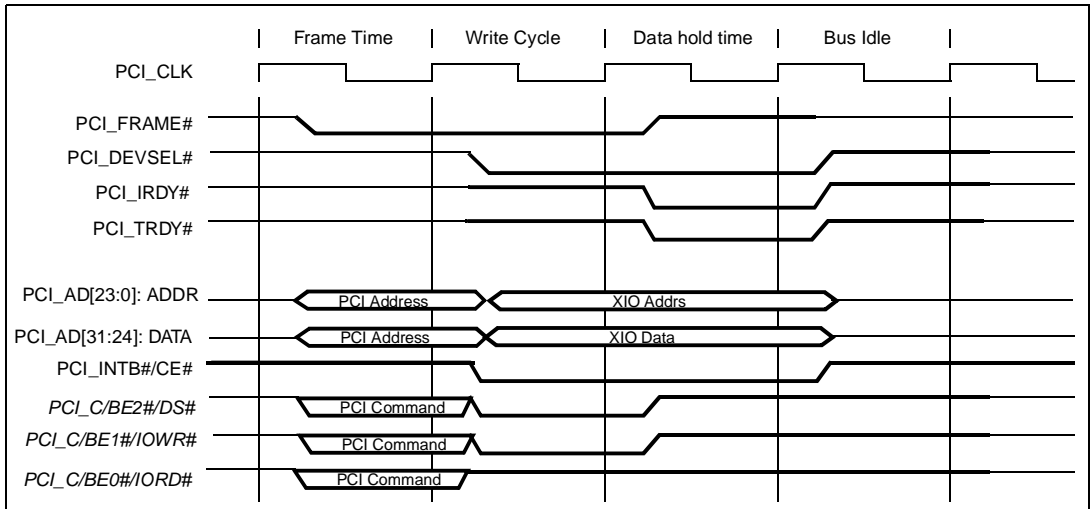 Frame Time Write Cycle Data hold time Bus Idle
PCI_CLK
PCI_FRAME#
PCI_DEVSEL#
PCI_IRDY#
PCI_TRDY#
PCI_AD[23:0]: ADDR PCI Address XIO Addrs
PCI_AD[31:24]: DATA PCI Address XIO Data
PCI_INTB#/CE#
PCI_C/BE2#/DS# PCI Command
PCI_C/BE1#/IOWR# PCI Command
PCI_C/BE0#/IORD# PCI Command